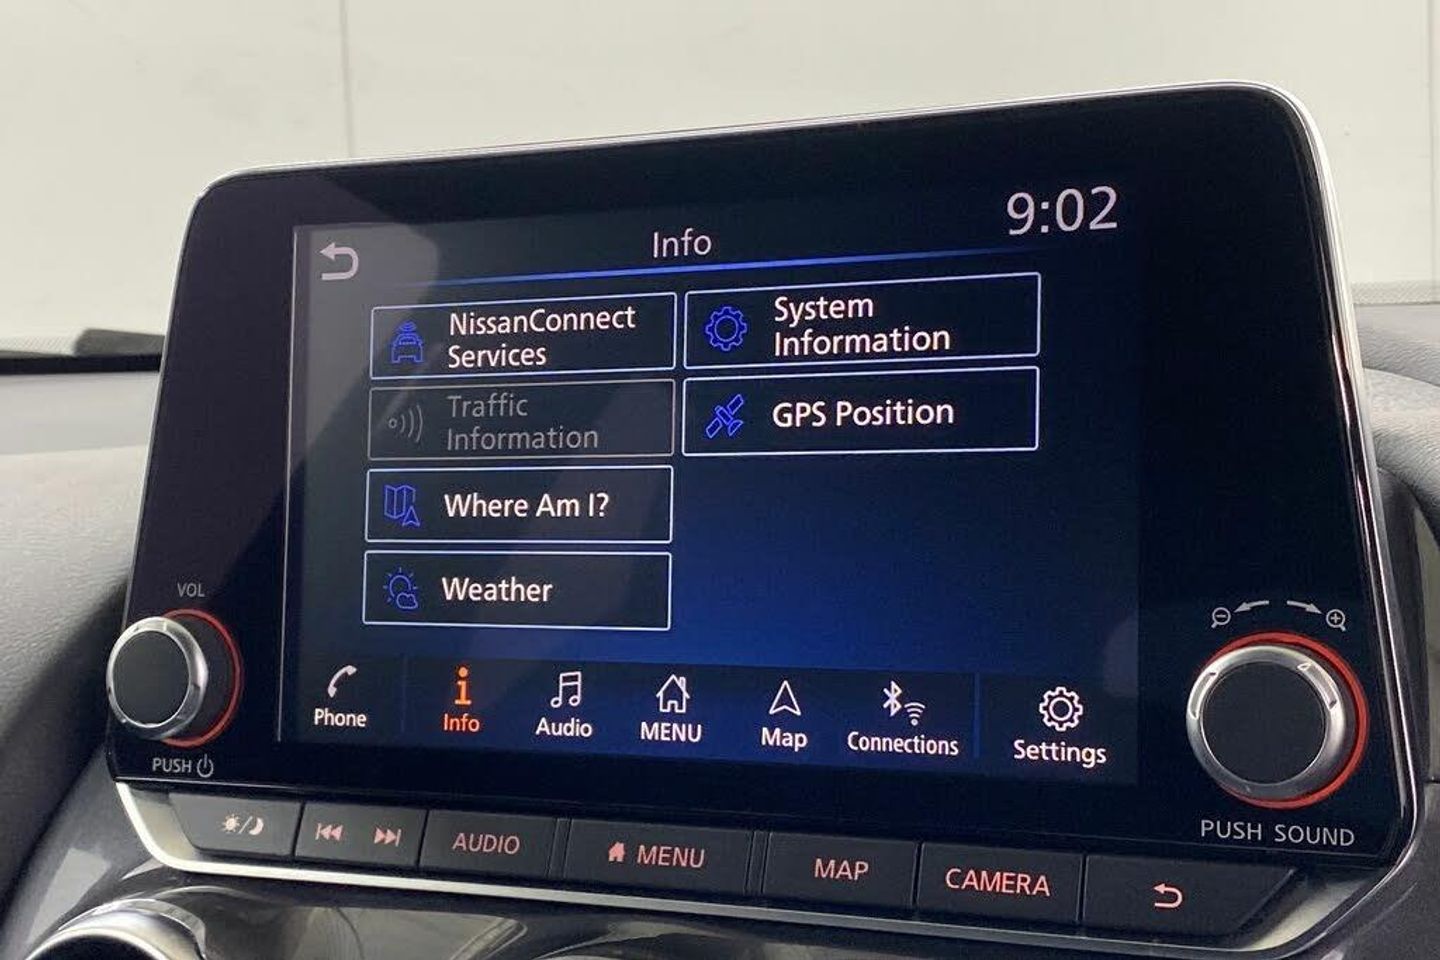 Info
9:02
NissanConnect
Services
System
Information
Traffic
Information
GPS Position
Where Am I?
Weather
VOL
PUSH
Phone
Info
Audio
MENU
Map
Connections
Settings
PUSH SOUND
AUDIO
MENU
MAP
CAMERA